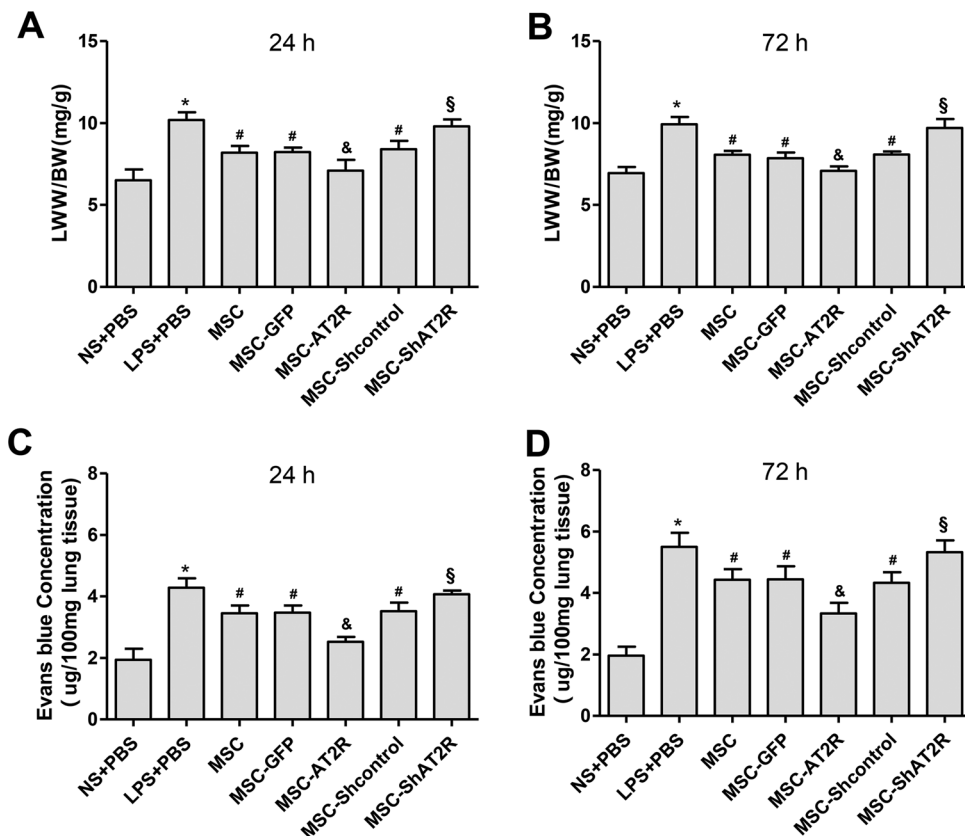 A
24 h
LWW/BW(mg/g)
15
10
5
0
*
#
#
&
#
§
NS+PBS
LPS+PBS
MSC
MSC-GFP
MSC-AT2R
MSC-Shcontrol
MSC-ShAT2R
B
72 h
LWW/BW(mg/g)
15
10
5
0
*
#
#
&
#
§
NS+PBS
LPS+PBS
MSC
MSC-GFP
MSC-AT2R
MSC-Shcontrol
MSC-ShAT2R
C
24 h
Evans blue Concentration
( ug/100mg lung tissue)
8
6
4
2
0
*
#
#
&
#
§
NS+PBS
LPS+PBS
MSC
MSC-GFP
MSC-AT2R
MSC-Shcontrol
MSC-ShAT2R
D
72 h
Evans blue Concentration
( ug/100mg lung tissue)
8
6
4
2
0
*
#
#
&
#
§
NS+PBS
LPS+PBS
MSC
MSC-GFP
MSC-AT2R
MSC-Shcontrol
MSC-ShAT2R